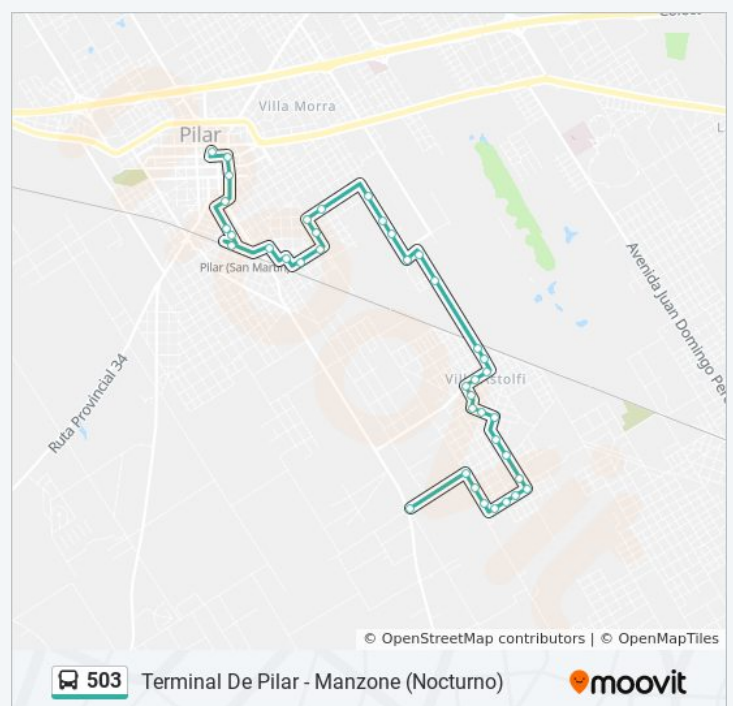 Villa Morra
Pilar
Pilar (San Martín)
Avenida Juan Domingo Per
Ruta Provincial 34
© OpenStreetMap contributors | © OpenMapTiles
503 Terminal De Pilar - Manzone (Nocturno)
moovit